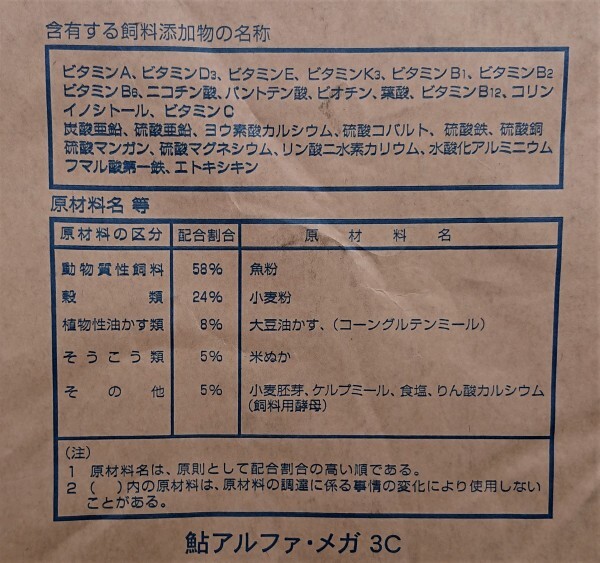 含有する飼料添加物の名称
ビタミンA、ビタミンD3、ビタミンE、ビタミンK3、ビタミンB1、ビタミンB2
ビタミンB6、ニコチン酸、パントテン酸、ビオチン、葉酸、ビタミンB12、コリン
イノシトール、ビタミンC
炭酸亜鉛、硫酸亜鉛、ヨウ素酸カルシウム、硫酸コバルト、硫酸鉄、硫酸銅
硫酸マンガン、硫酸マグネシウム、リン酸二水素カリウム、水酸化アルミニウム
フマル酸第一鉄、エトキシキン
原材料名 等
原材料の区分 配合割合 原材料名
動物質性飼料 58% 魚粉
穀類 24% 小麦粉
植物性油かす類 8% 大豆油かす、(コーングルテンミール)
そうこう類 5% 米ぬか
その他 5% 小麦胚芽、ケルプミール、食塩、りん酸カルシウム
(飼料用酵母)
(注)
1 原材料名は、原則として配合割合の高い順である。
2 ( )内の原材料は、原材料の調達に係る事情の変化により使用しない
ことがある。
鮎アルファ・メガ 3C